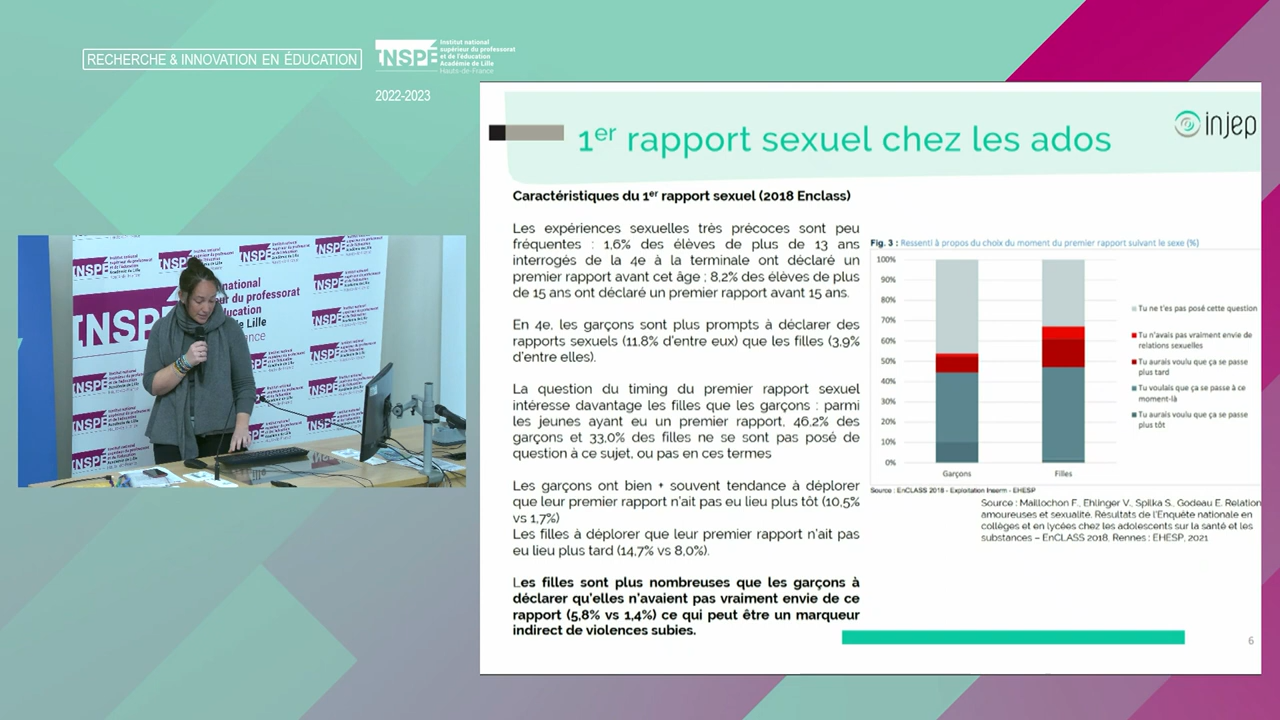 RECHERCHE & INNOVATION EN ÉDUCATION
INSPÉ
Institut national
supérieur du professorat
et de l'éducation
Académie de Lille
Hauts-de-France
2022-2023
1er rapport sexuel chez les ados
injep
Caractéristiques du 1er rapport sexuel (2018 Enclass)
Les expériences sexuelles très précoces sont peu
fréquentes : 1,6% des élèves de plus de 13 ans
interrogés de la 4e à la terminale ont déclaré un
premier rapport avant cet âge ; 8,2% des élèves de plus
de 15 ans ont déclaré un premier rapport avant 15 ans.
En 4e, les garçons sont plus prompts à déclarer des
rapports sexuels (11,8% d'entre eux) que les filles (3,9%
d'entre elles).
La question du timing du premier rapport sexuel
intéresse davantage les filles que les garçons : parmi
les jeunes ayant eu un premier rapport, 46,2% des
garçons et 33,0% des filles ne se sont pas posé de
question à ce sujet, ou pas en ces termes
Les garçons ont bien + souvent tendance à déplorer
que leur premier rapport n'ait pas eu lieu plus tôt (10,5%
vs 1,7%)
Les filles à déplorer que leur premier rapport n'ait pas
eu lieu plus tard (14,7% vs 8,0%).
Les filles sont plus nombreuses que les garçons à
déclarer qu'elles n'avaient pas vraiment envie de ce
rapport (5,8% vs 1,4%) ce qui peut être un marqueur
indirect de violences subies.
Fig. 3 : Ressenti à propos du choix du moment du premier rapport suivant le sexe (%)
100%
90%
80%
70%
60%
50%
40%
30%
20%
10%
0%
Garçons
Filles
Tu ne t'es pas posé cette question
Tu n'avais pas vraiment envie de
relations sexuelles
Tu aurais voulu que ça se passe
plus tard
Tu voulais que ça se passe à ce
moment-là
Tu aurais voulu que ça se passe
plus tôt
Source : EnCLASS 2018 - Exploitation Inserm - EHESP
Source : Maillochon F., Ehlinger V., Spilka S., Godeau E. Relation
amoureuses et sexualité. Résultats de l'Enquête nationale en
collèges et en lycées chez les adolescents sur la santé et les
substances – EnCLASS 2018, Rennes : EHESP, 2021
6